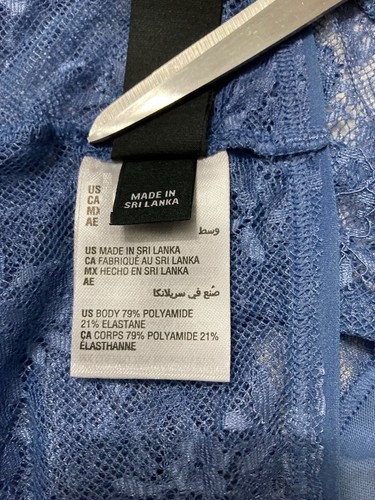 MADE IN
SRI LANKA
US
CA
MX
AE
وسط
US MADE IN SRI LANKA
CA FABRIQUÉ AU SRI LANKA
MX HECHO EN SRI LANKA
AE
صُنع في سريلانكا
US BODY 79% POLYAMIDE
21% ELASTANE
CA CORPS 79% POLYAMIDE 21%
ÉLASTHANNE